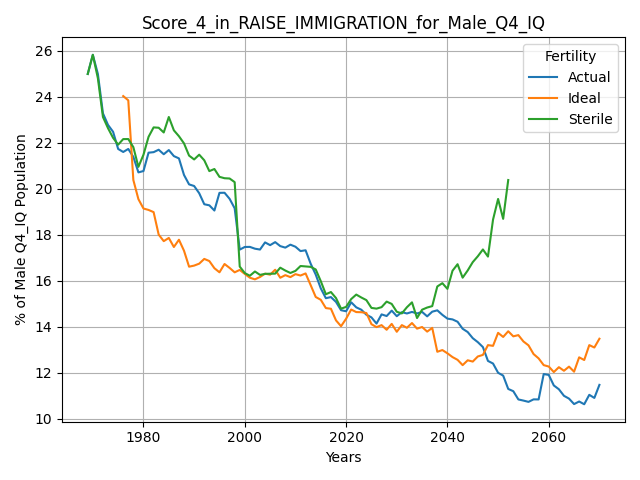 Score_4_in_RAISE_IMMIGRATION_for_Male_Q4_IQ
% of Male Q4_IQ Population
26
24
22
20
18
16
14
12
10
Fertility
Actual
Ideal
Sterile
1980
2000
2020
2040
2060
Years